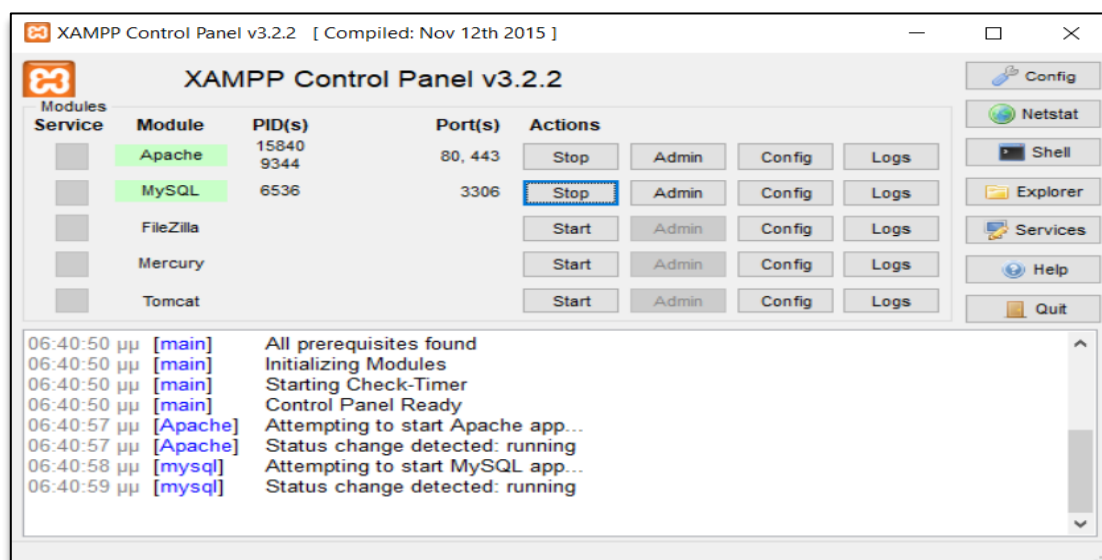 XAMPP Control Panel v3.2.2 [ Compiled: Nov 12th 2015 ]
XAMPP Control Panel v3.2.2
Config
Modules
Service Module PID(s) Port(s) Actions
Netstat
Apache 15840 9344 80, 443 Stop Admin Config Logs
Shell
MySQL 6536 3306 Stop Admin Config Logs
Explorer
FileZilla Start Admin Config Logs
Services
Mercury Start Admin Config Logs
Help
Tomcat Start Admin Config Logs
Quit
06:40:50 μμ [main] All prerequisites found
06:40:50 μμ [main] Initializing Modules
06:40:50 μμ [main] Starting Check-Timer
06:40:50 μμ [main] Control Panel Ready
06:40:57 μμ [Apache] Attempting to start Apache app...
06:40:57 μμ [Apache] Status change detected: running
06:40:58 μμ [mysql] Attempting to start MySQL app...
06:40:59 μμ [mysql] Status change detected: running